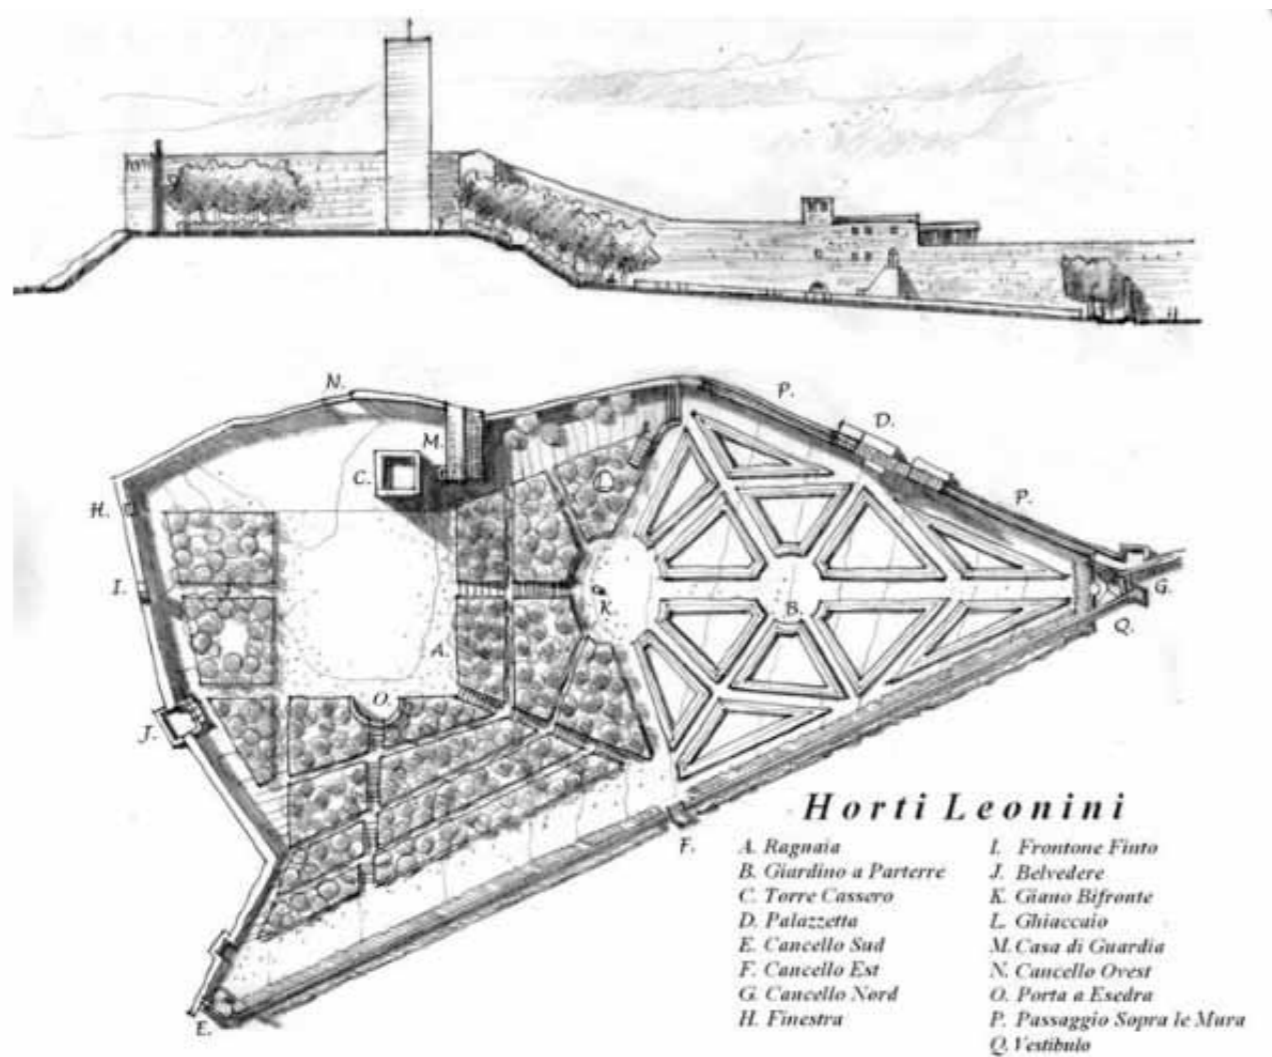 N.
P.
D.
M.
C.
P.
H.
I.
K.
B.
G.
Q.
A.
O.
J.
F.
E.
Horti Leonini
A. Ragnaia
B. Giardino a Parterre
C. Torre Cassero
D. Palazzetta
E. Cancello Sud
F. Cancello Est
G. Cancello Nord
H. Finestra
I. Frontone Finto
J. Belvedere
K. Giano Bifronte
L. Ghiaccaio
M. Casa di Guardia
N. Cancello Ovest
O. Porta a Esedra
P. Passaggio Sopra le Mura
Q. Vestibulo